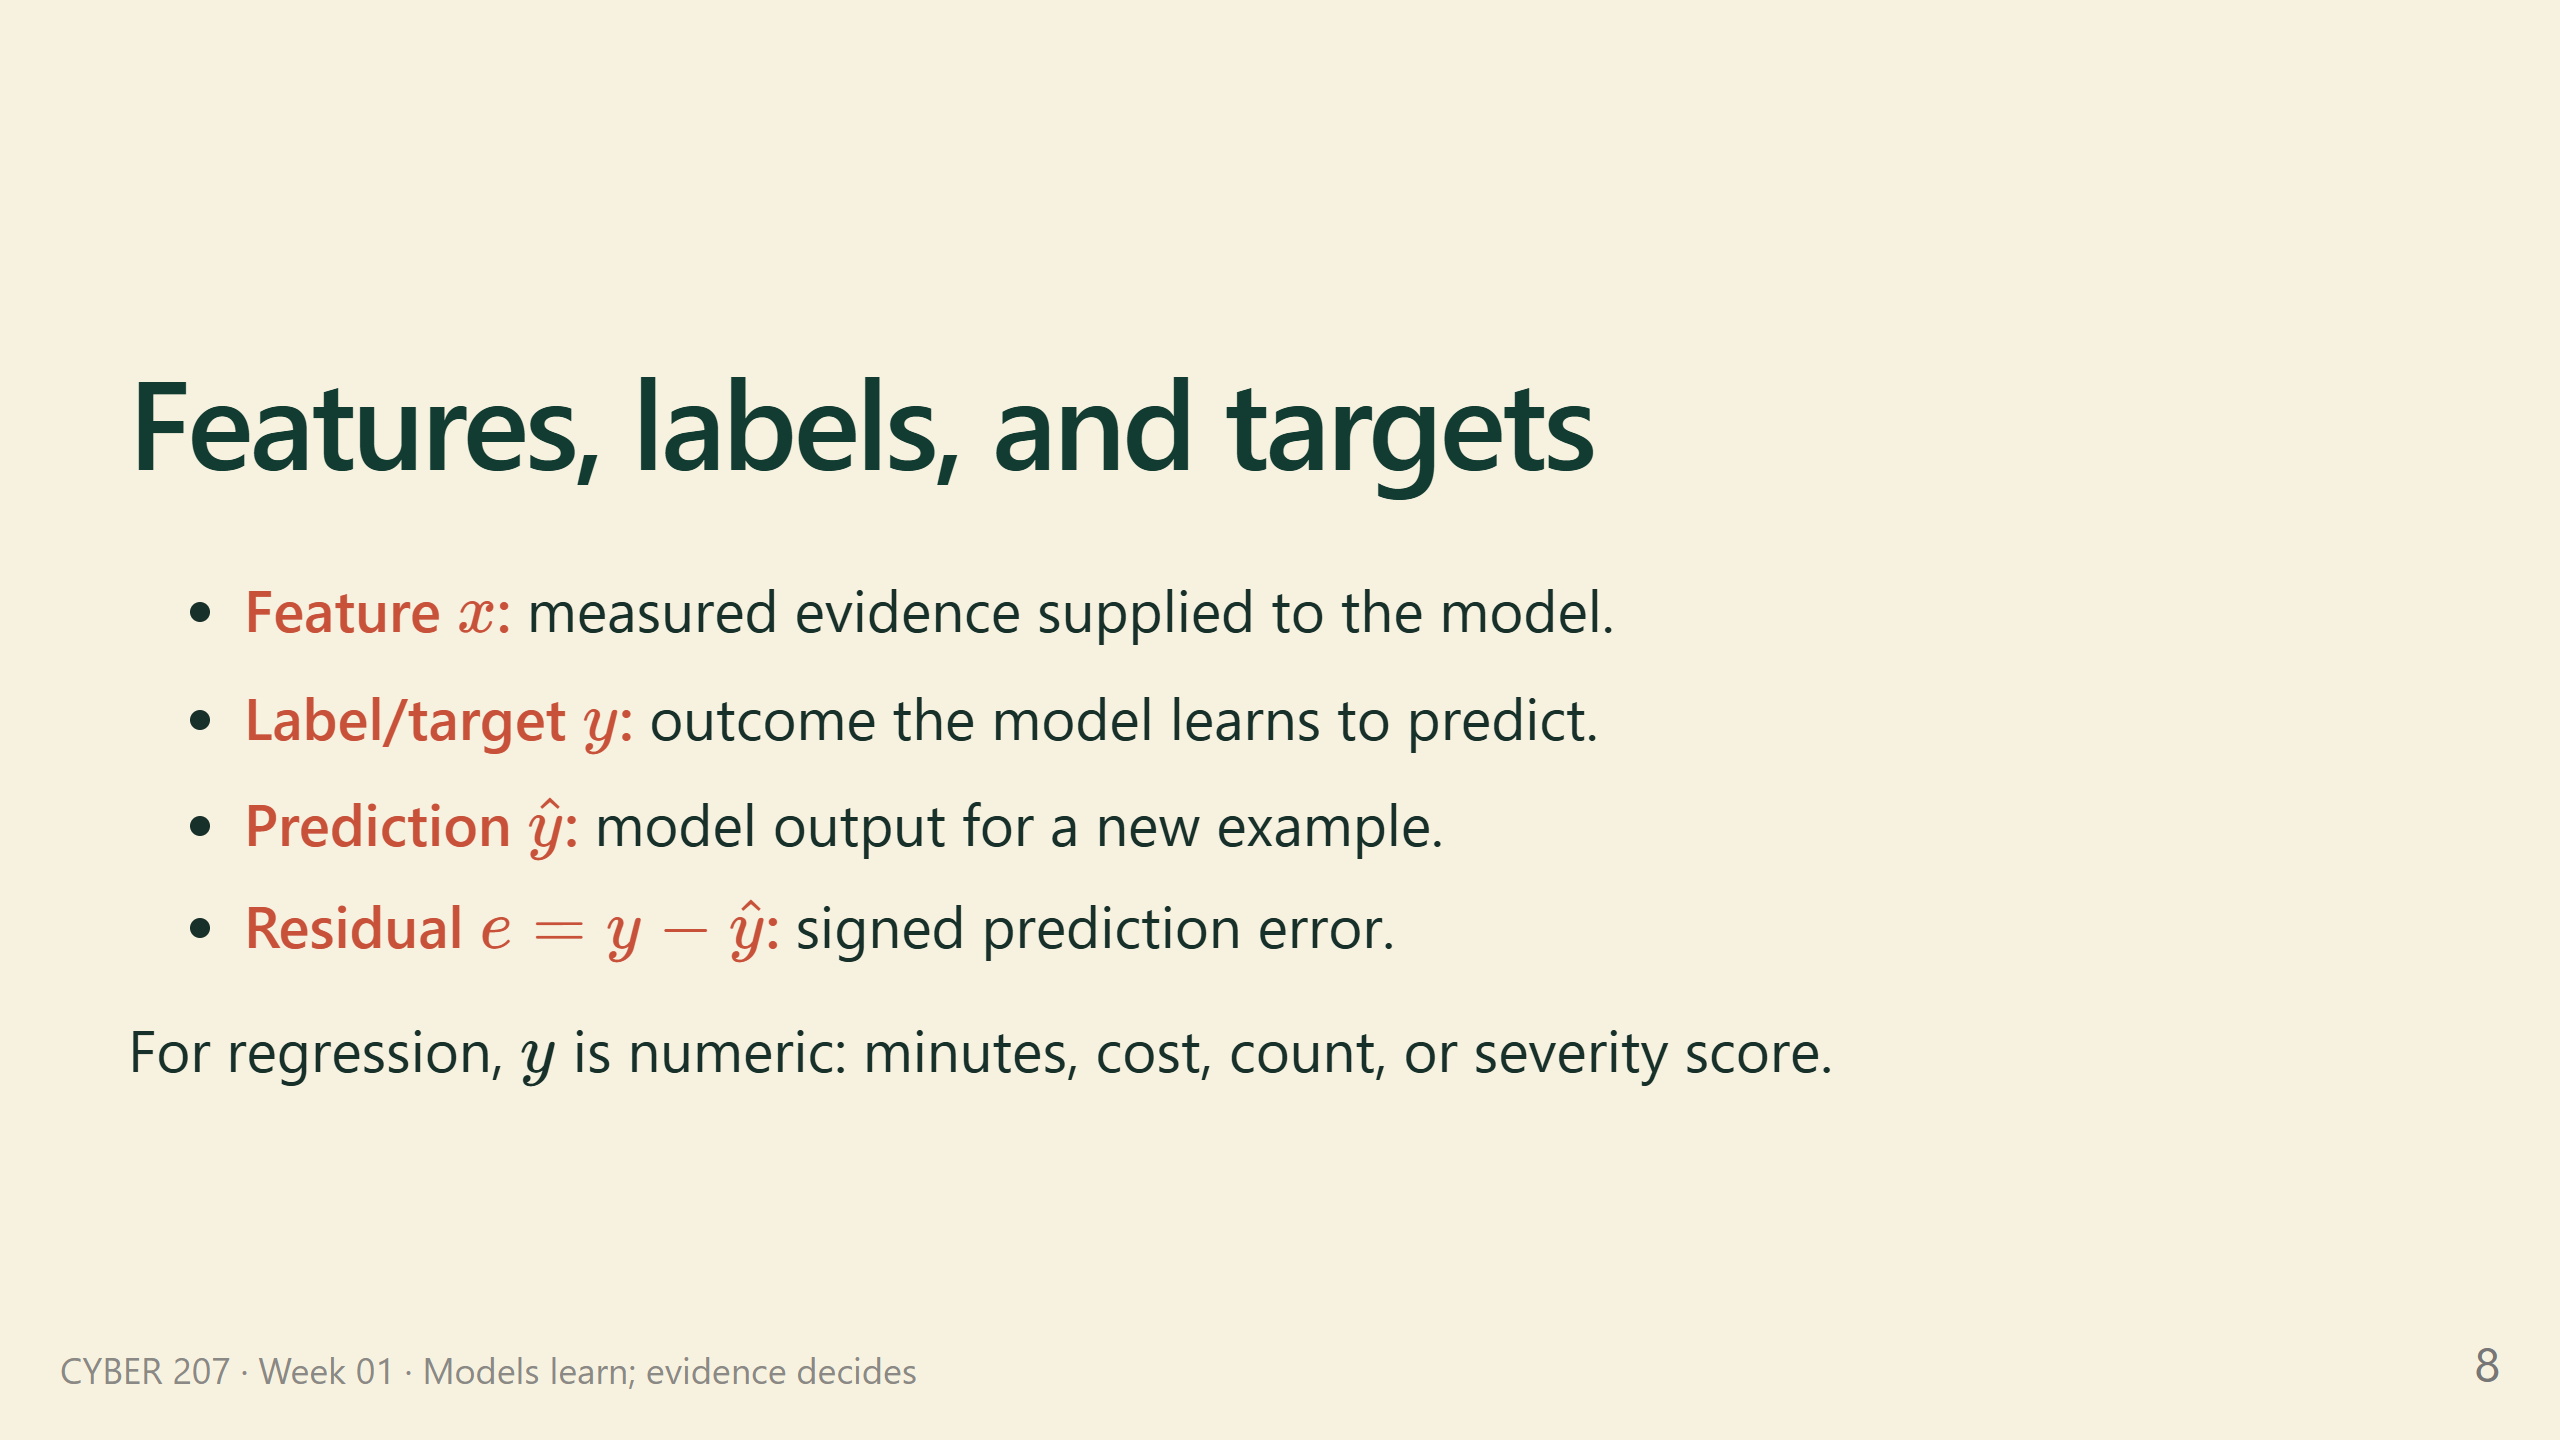 Features, labels, and targets
• Feature x: measured evidence supplied to the model.
• Label/target y: outcome the model learns to predict.
• Prediction ŷ: model output for a new example.
• Residual e = y − ŷ: signed prediction error.
For regression, y is numeric: minutes, cost, count, or severity score.
CYBER 207 · Week 01 · Models learn; evidence decides
8